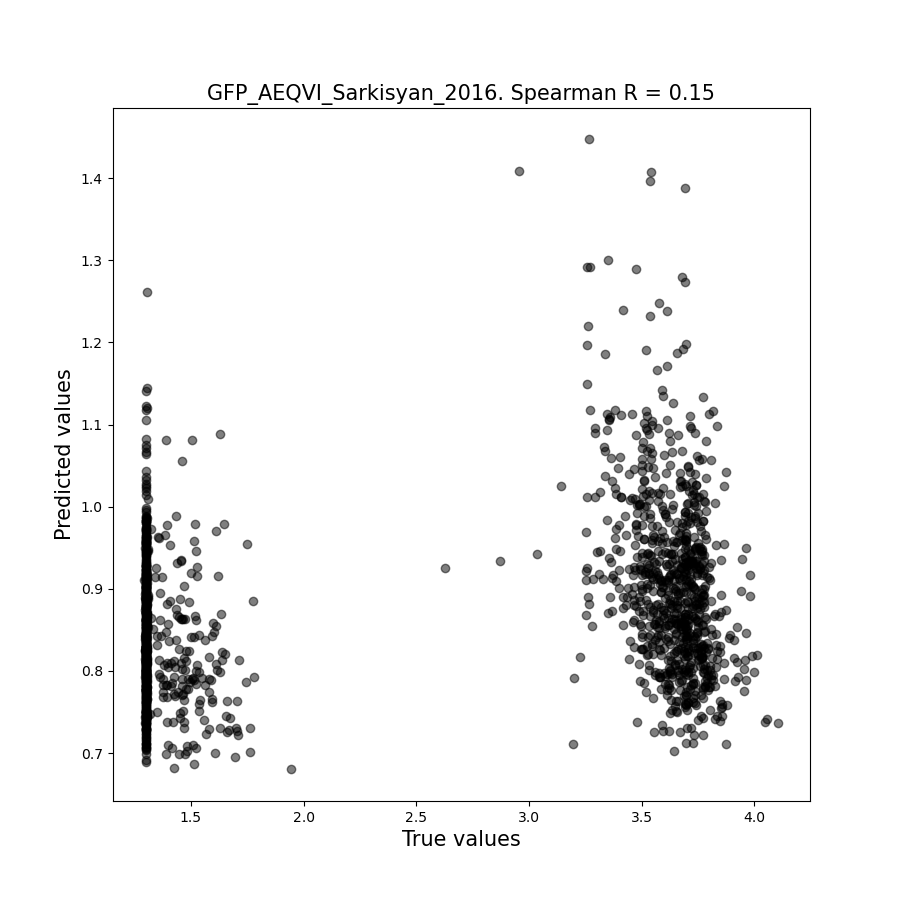 GFP_AEQVI_Sarkisyan_2016. Spearman R = 0.15
1.4
1.3
1.2
1.1
1.0
0.9
0.8
0.7
Predicted values
1.5 2.0 2.5 3.0 3.5 4.0
True values